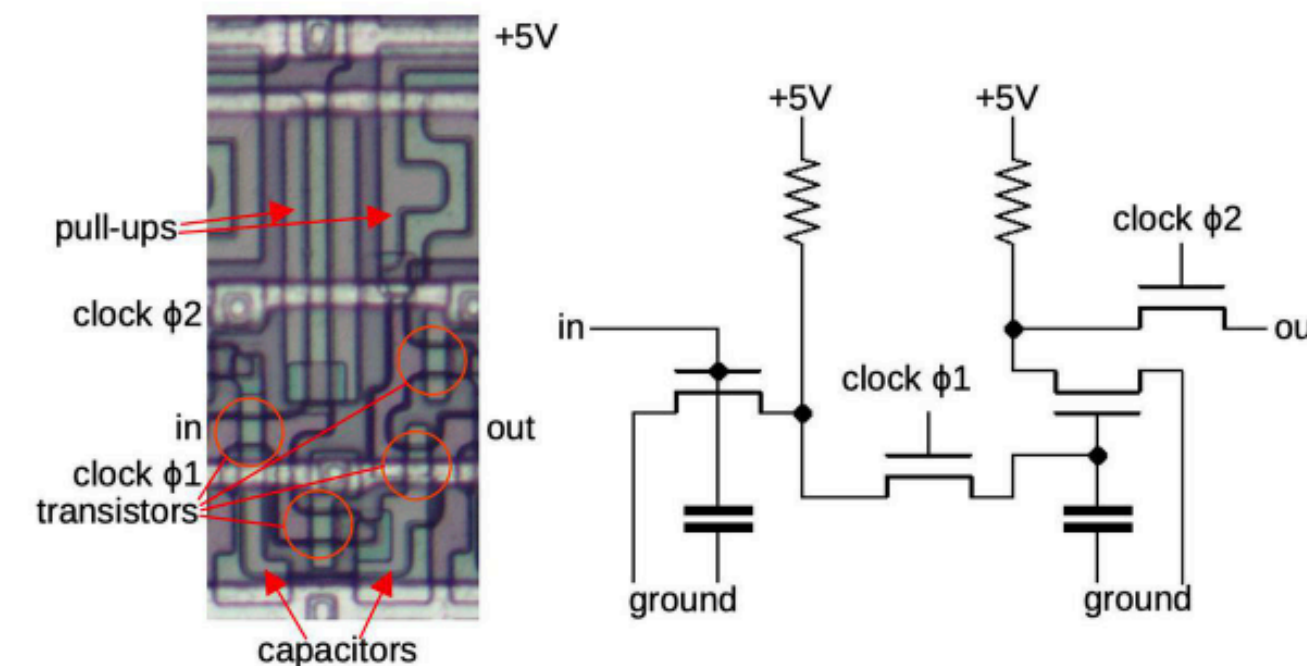 +5V
pull-ups
clock ϕ2
in
out
clock ϕ1
transistors
capacitors
+5V
+5V
clock ϕ2
in
ou
clock ϕ1
ground
ground